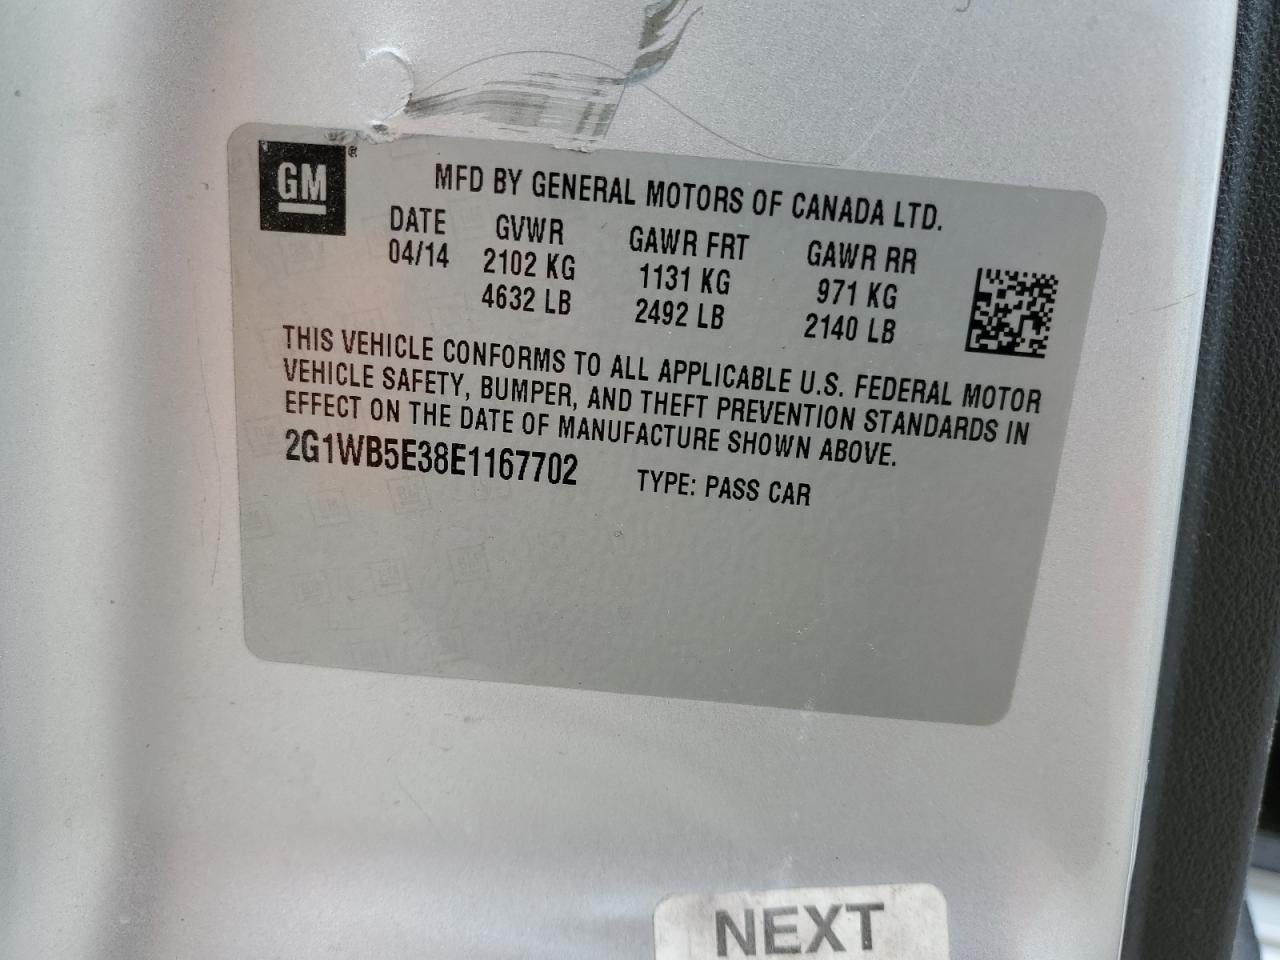 GM®
MFD BY GENERAL MOTORS OF CANADA LTD.
DATE GVWR GAWR FRT GAWR RR
04/14 2102 KG 1131 KG 971 KG
4632 LB 2492 LB 2140 LB
THIS VEHICLE CONFORMS TO ALL APPLICABLE U.S. FEDERAL MOTOR
VEHICLE SAFETY, BUMPER, AND THEFT PREVENTION STANDARDS IN
EFFECT ON THE DATE OF MANUFACTURE SHOWN ABOVE.
2G1WB5E38E1167702 TYPE: PASS CAR
NEXT